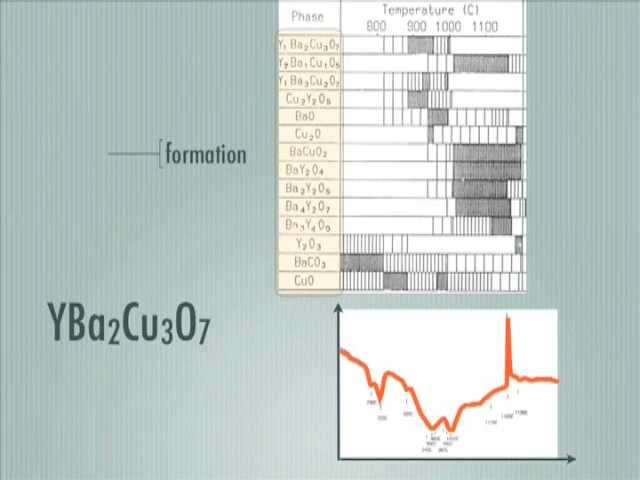 Temperature (C)
Phase
800 900 1000 1100
Y₁Ba₂Cu₃O₇
Y₂Ba₁Cu₁O₅
Y₁Ba₃Cu₂O₇
Cu₂Y₂O₅
BaO
Cu₂O
BaCuO₂
BaY₂O₄
Ba₂Y₂O₅
Ba₄Y₂O₇
Y₂O₃
BaCO₃
CuO
formation
YBa₂Cu₃O₇